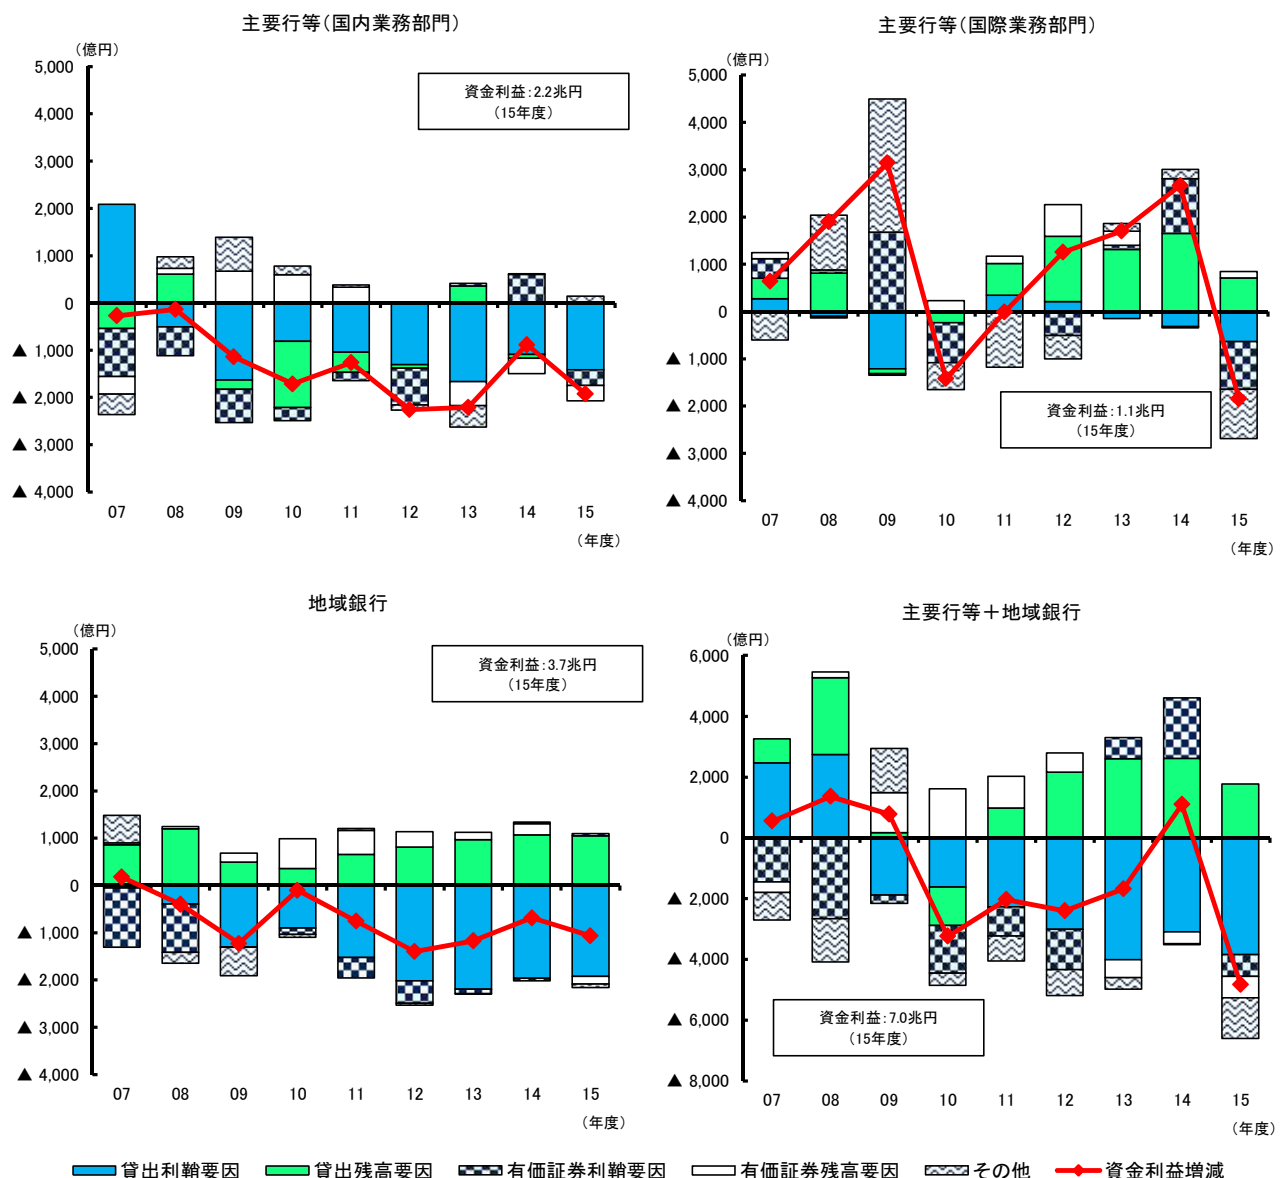 主要行等(国内業務部門)
(億円)
5,000
4,000
3,000
2,000
1,000
0
▲ 1,000
▲ 2,000
▲ 3,000
▲ 4,000
資金利益:2.2兆円
(15年度)
07 08 09 10 11 12 13 14 15
(年度)
主要行等(国際業務部門)
(億円)
5,000
4,000
3,000
2,000
1,000
0
▲ 1,000
▲ 2,000
▲ 3,000
▲ 4,000
資金利益:1.1兆円
(15年度)
07 08 09 10 11 12 13 14 15
(年度)
地域銀行
(億円)
5,000
4,000
3,000
2,000
1,000
0
▲ 1,000
▲ 2,000
▲ 3,000
▲ 4,000
資金利益:3.7兆円
(15年度)
07 08 09 10 11 12 13 14 15
(年度)
主要行等+地域銀行
(億円)
6,000
4,000
2,000
0
▲ 2,000
▲ 4,000
▲ 6,000
▲ 8,000
資金利益:7.0兆円
(15年度)
07 08 09 10 11 12 13 14 15
(年度)
貸出利鞘要因 貸出残高要因 有価証券利鞘要因 有価証券残高要因 その他 資金利益増減